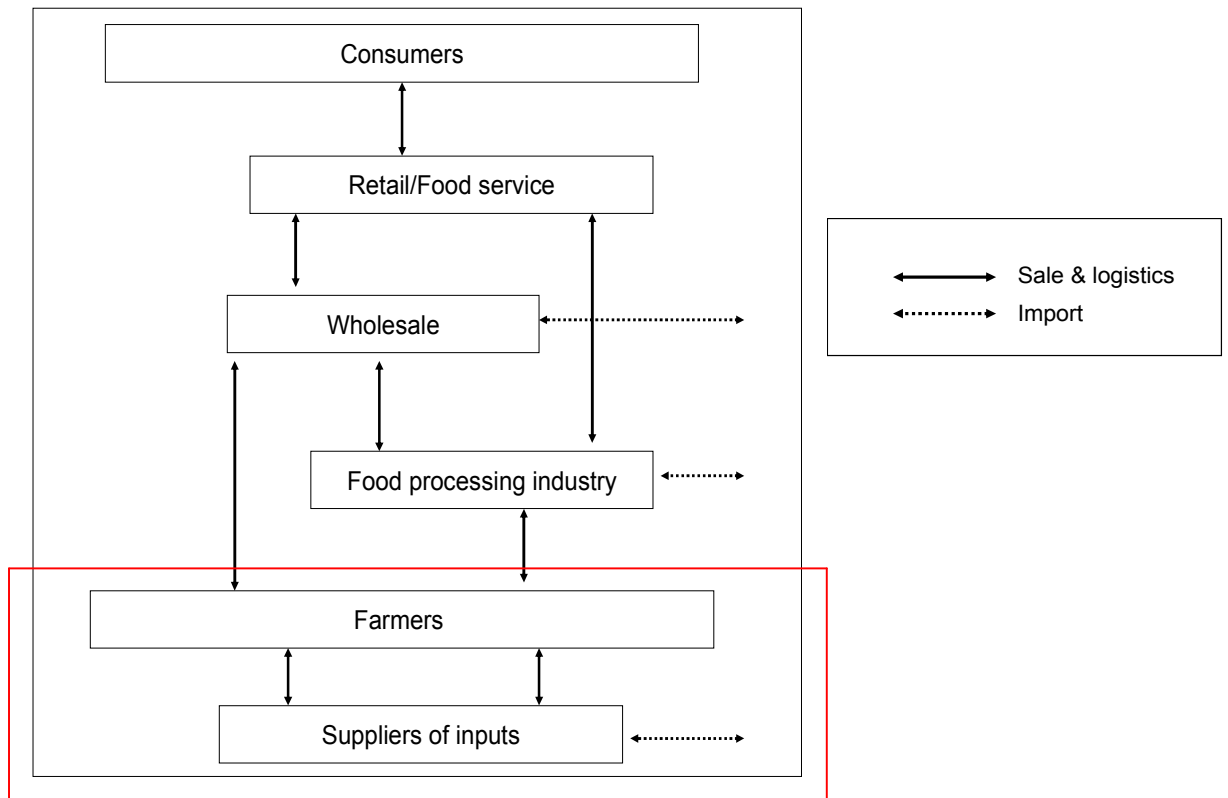 Consumers
Retail/Food service
Sale & logistics
Import
Wholesale
Food processing industry
Farmers
Suppliers of inputs